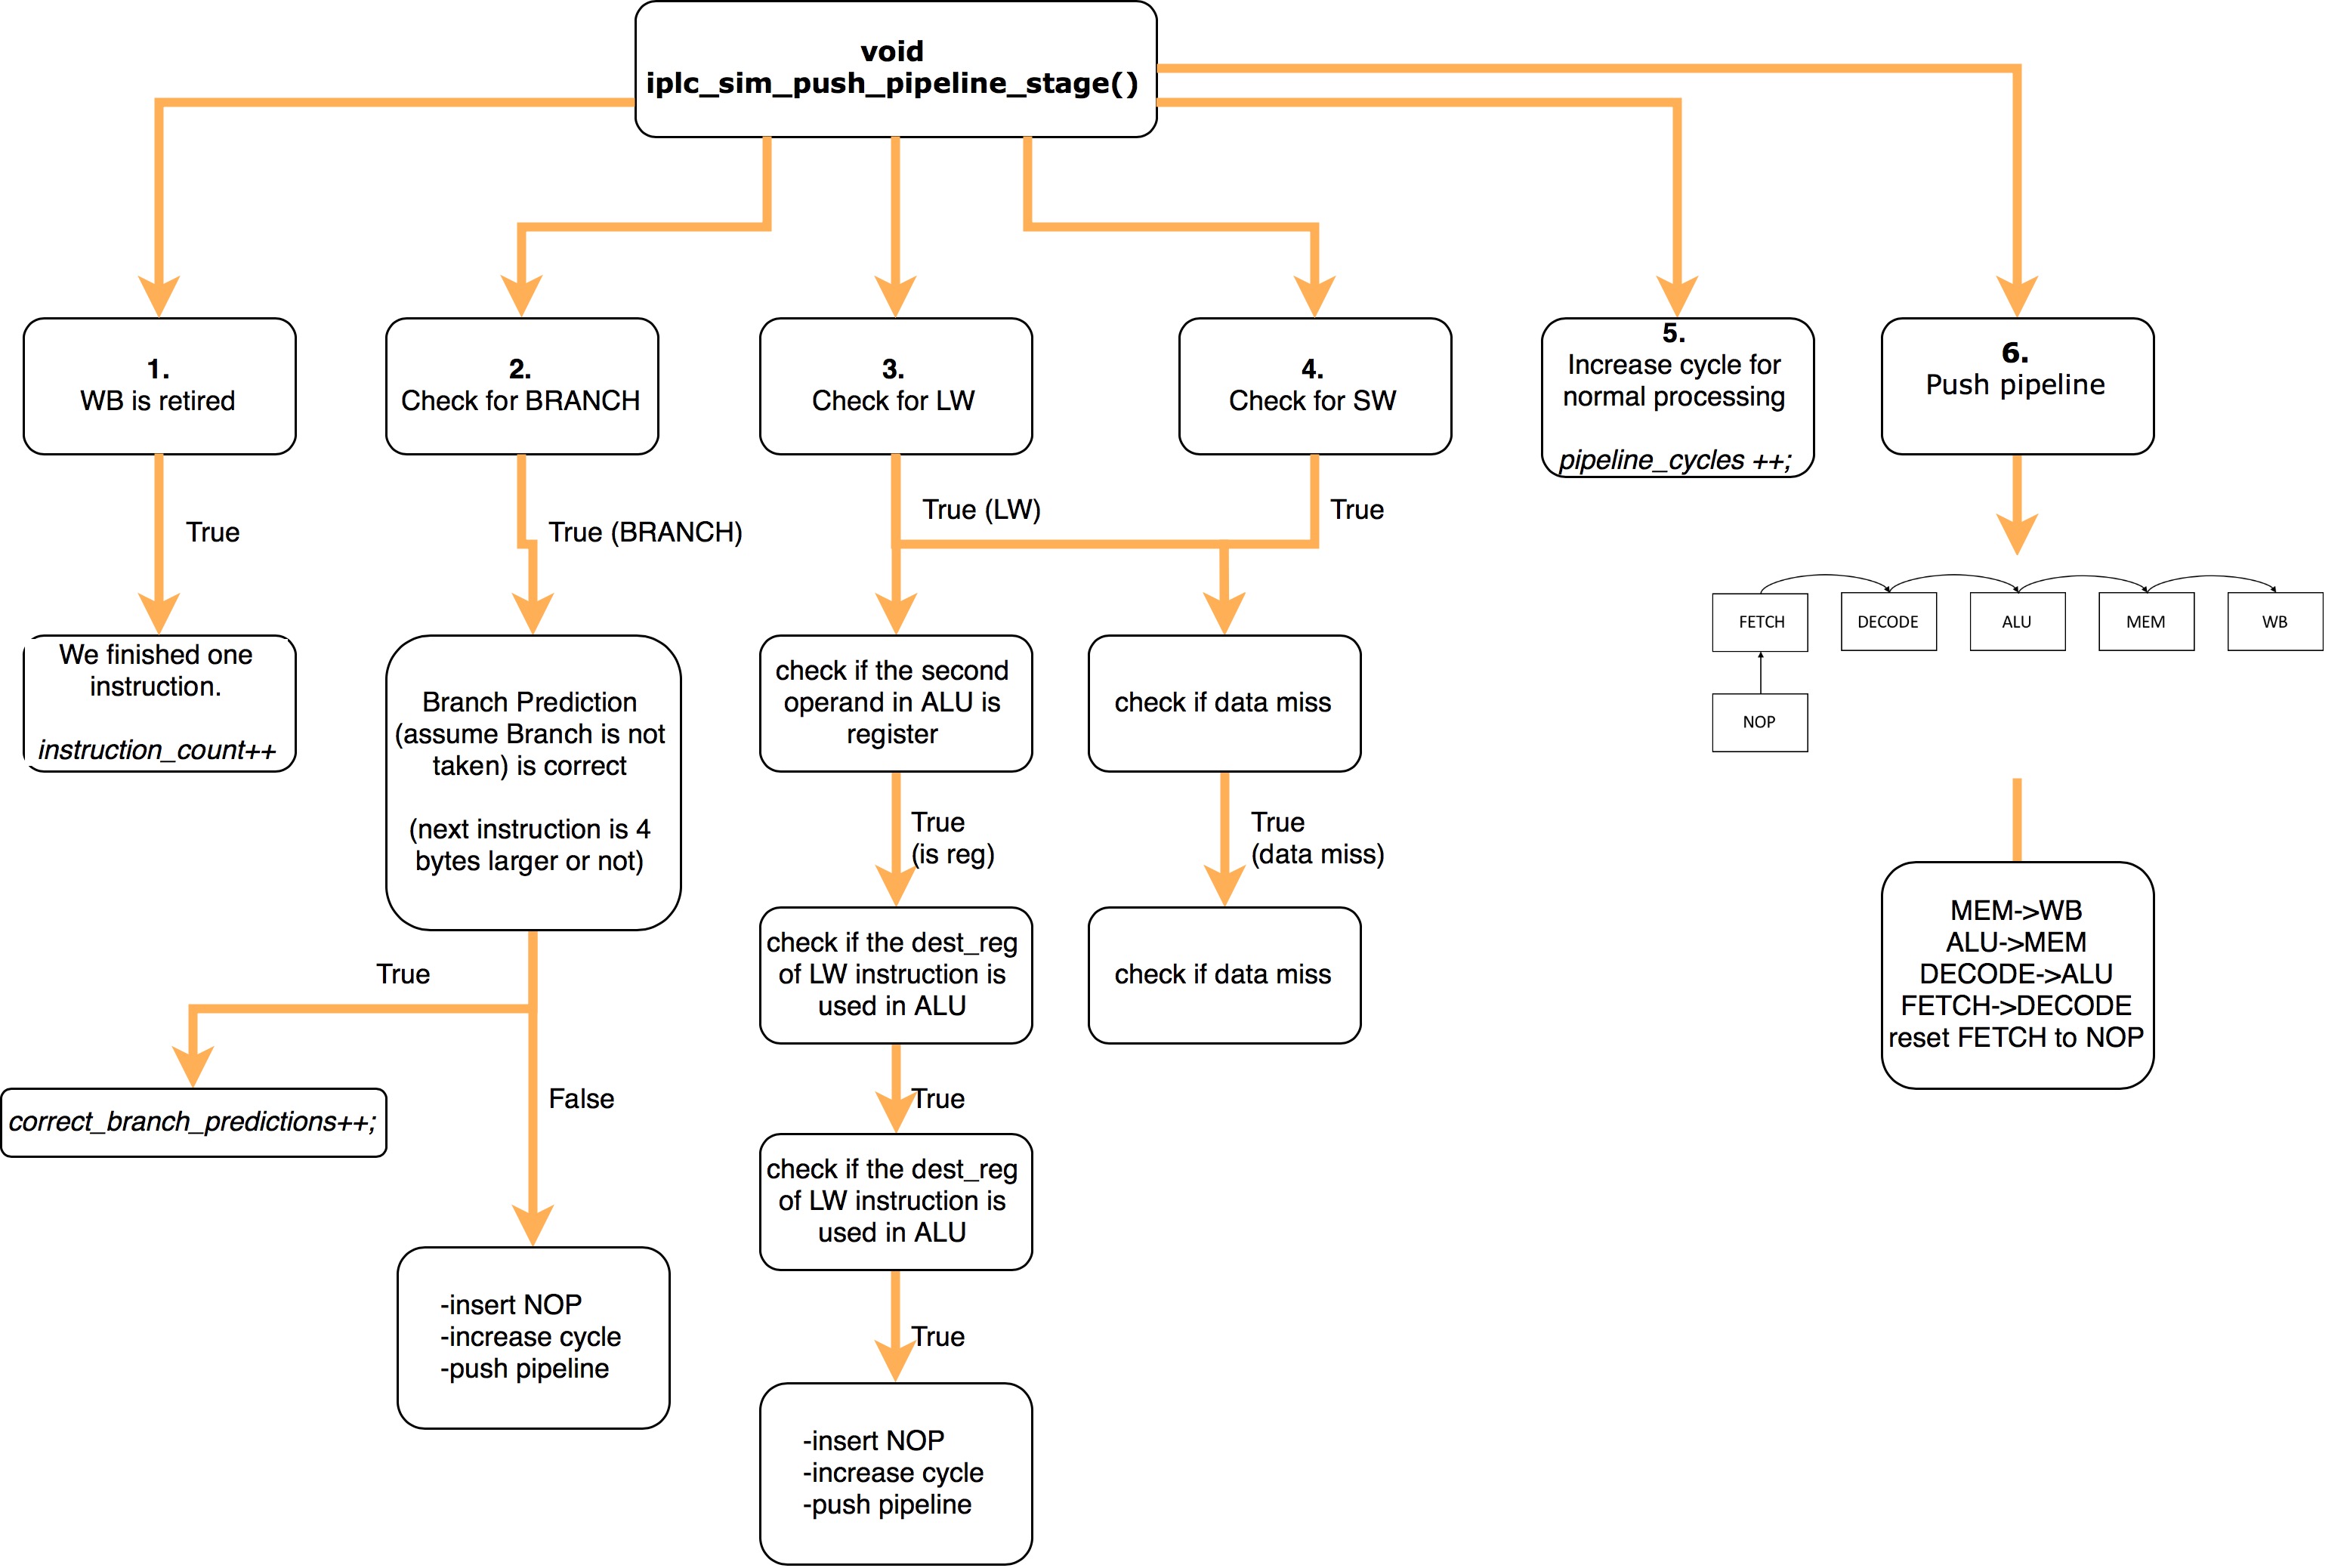 void
iplc_sim_push_pipeline_stage()
1.
WB is retired
2.
Check for BRANCH
3.
Check for LW
4.
Check for SW
5.
Increase cycle for
normal processing
pipeline_cycles ++;
6.
Push pipeline
True
True (BRANCH)
True (LW)
True
We finished one
instruction.
instruction_count++
Branch Prediction
(assume Branch is not
taken) is correct
(next instruction is 4
bytes larger or not)
check if the second
operand in ALU is
register
check if data miss
FETCH
DECODE
ALU
MEM
WB
NOP
True
(is reg)
True
(data miss)
check if the dest_reg
of LW instruction is
used in ALU
check if data miss
MEM->WB
ALU->MEM
DECODE->ALU
FETCH->DECODE
reset FETCH to NOP
True
correct_branch_predictions++;
False
True
check if the dest_reg
of LW instruction is
used in ALU
-insert NOP
-increase cycle
-push pipeline
True
-insert NOP
-increase cycle
-push pipeline